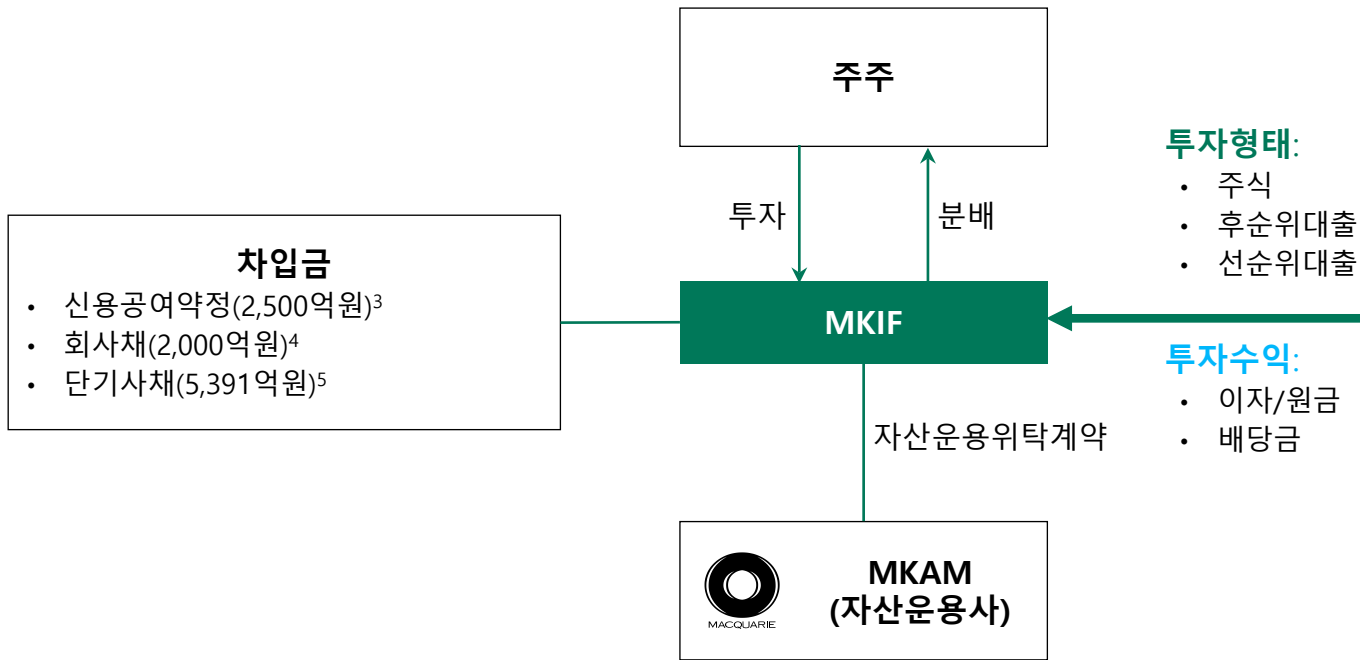 주주
투자
분배
투자형태:
• 주식
• 후순위대출
• 선순위대출
차입금
• 신용공여약정(2,500억원)3
• 회사채(2,000억원)4
• 단기사채(5,391억원)5
MKIF
투자수익:
• 이자/원금
• 배당금
자산운용위탁계약
MACQUARIE
MKAM
(자산운용사)